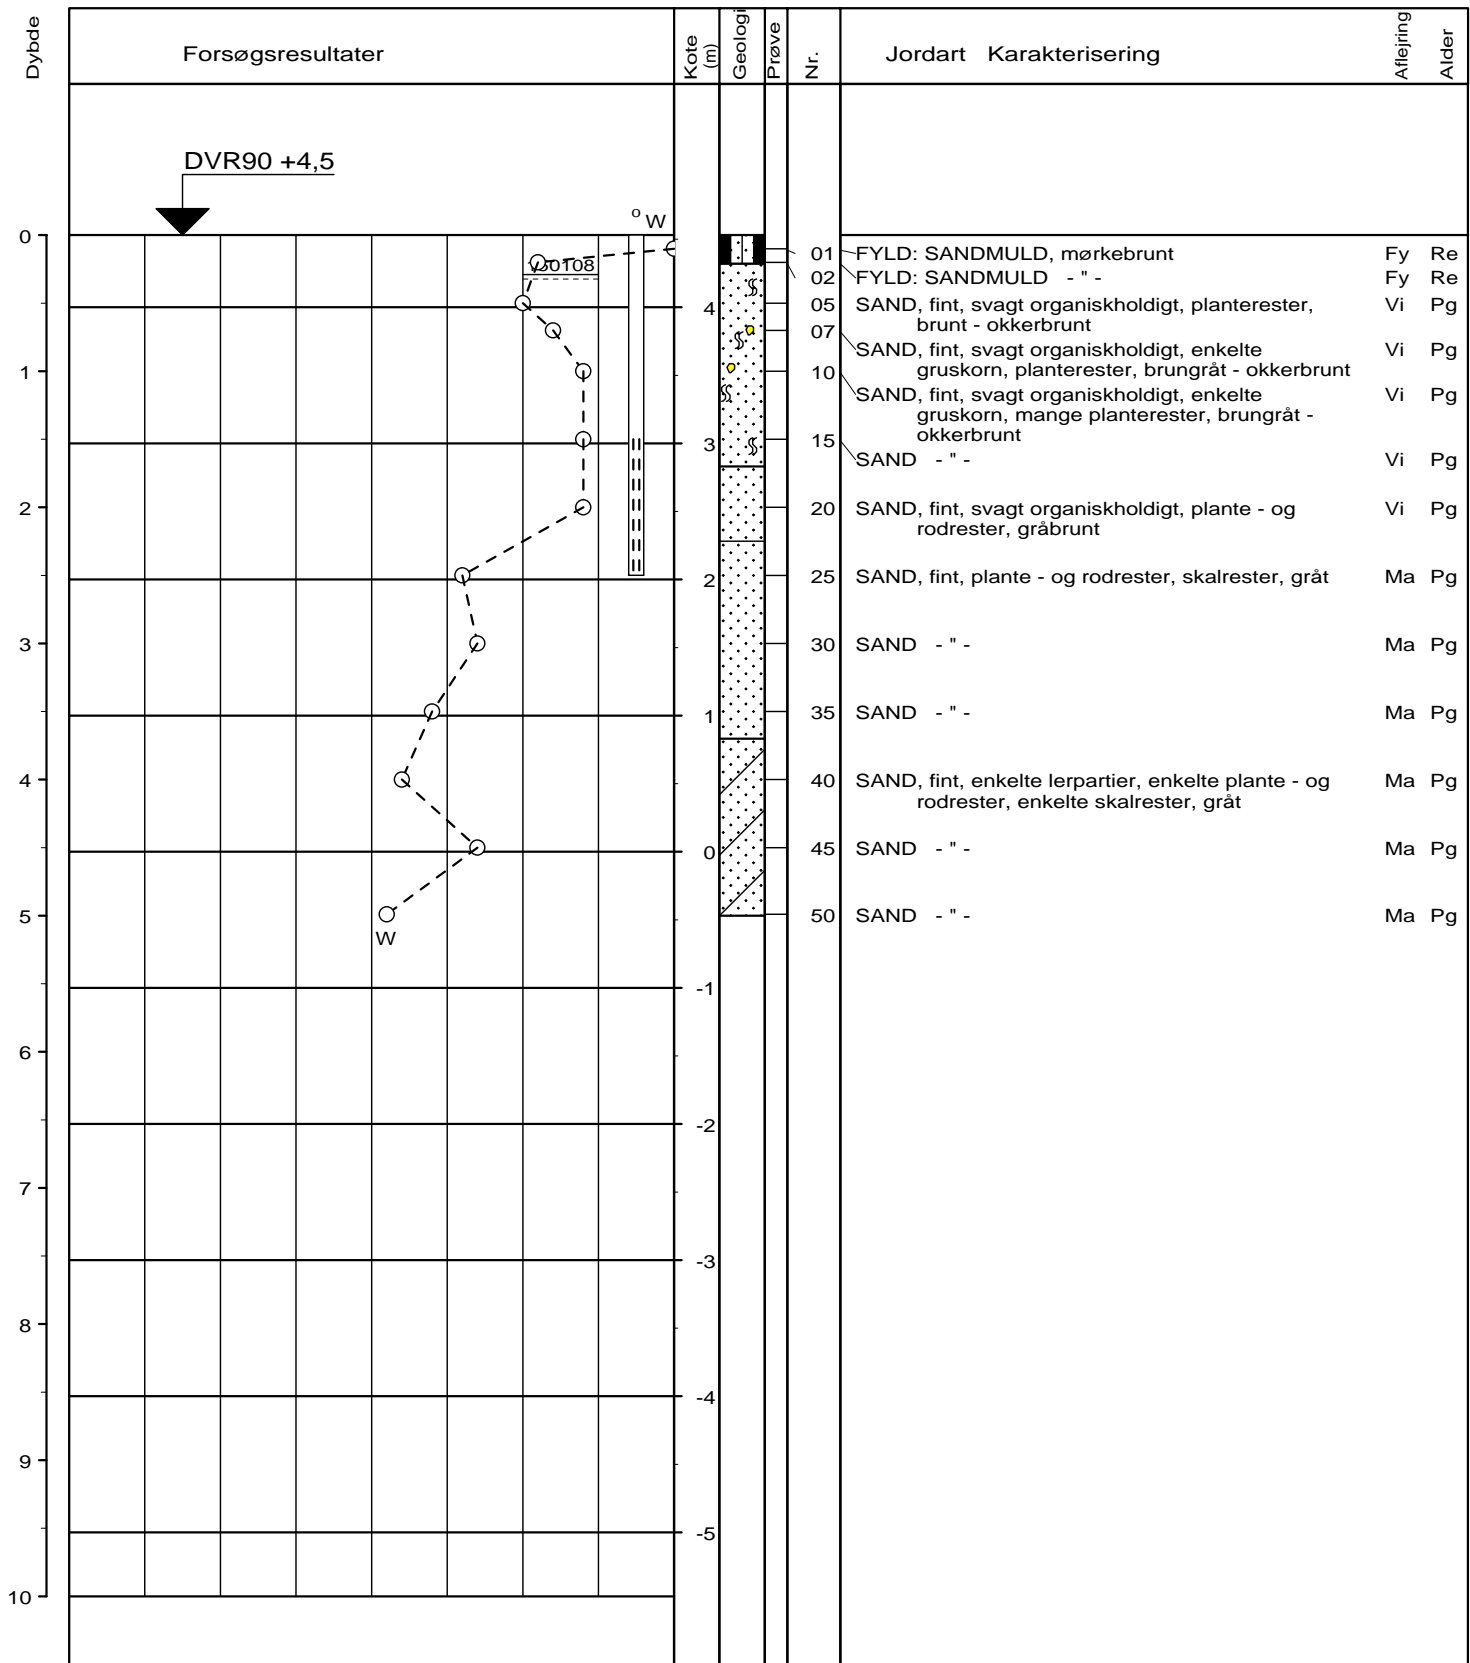 Dybde
Forsøgsresultater
Kote (m)
Geologi
Prøve
Nr.
Jordart Karakterisering
Aflejring
Alder
DVR90 +4,5
o W
0
01 FYLD: SANDMULD, mørkebrunt Fy Re
02 FYLD: SANDMULD - " - Fy Re
4
05 SAND, fint, svagt organiskholdigt, planterester, Vi Pg
brunt - okkerbrunt
07
SAND, fint, svagt organiskholdigt, enkelte Vi Pg
gruskorn, planterester, brungråt - okkerbrunt
1
10
SAND, fint, svagt organiskholdigt, enkelte Vi Pg
gruskorn, mange planterester, brungråt -
okkerbrunt
3
15
SAND - " - Vi Pg
2
20 SAND, fint, svagt organiskholdigt, plante - og Vi Pg
rodrester, gråbrunt
2
25 SAND, fint, plante - og rodrester, skalrester, gråt Ma Pg
3
30 SAND - " - Ma Pg
1
35 SAND - " - Ma Pg
4
40 SAND, fint, enkelte lerpartier, enkelte plante - og Ma Pg
rodrester, enkelte skalrester, gråt
0
45 SAND - " - Ma Pg
5
50 SAND - " - Ma Pg
W
-1
6
-2
7
-3
8
-4
9
-5
10